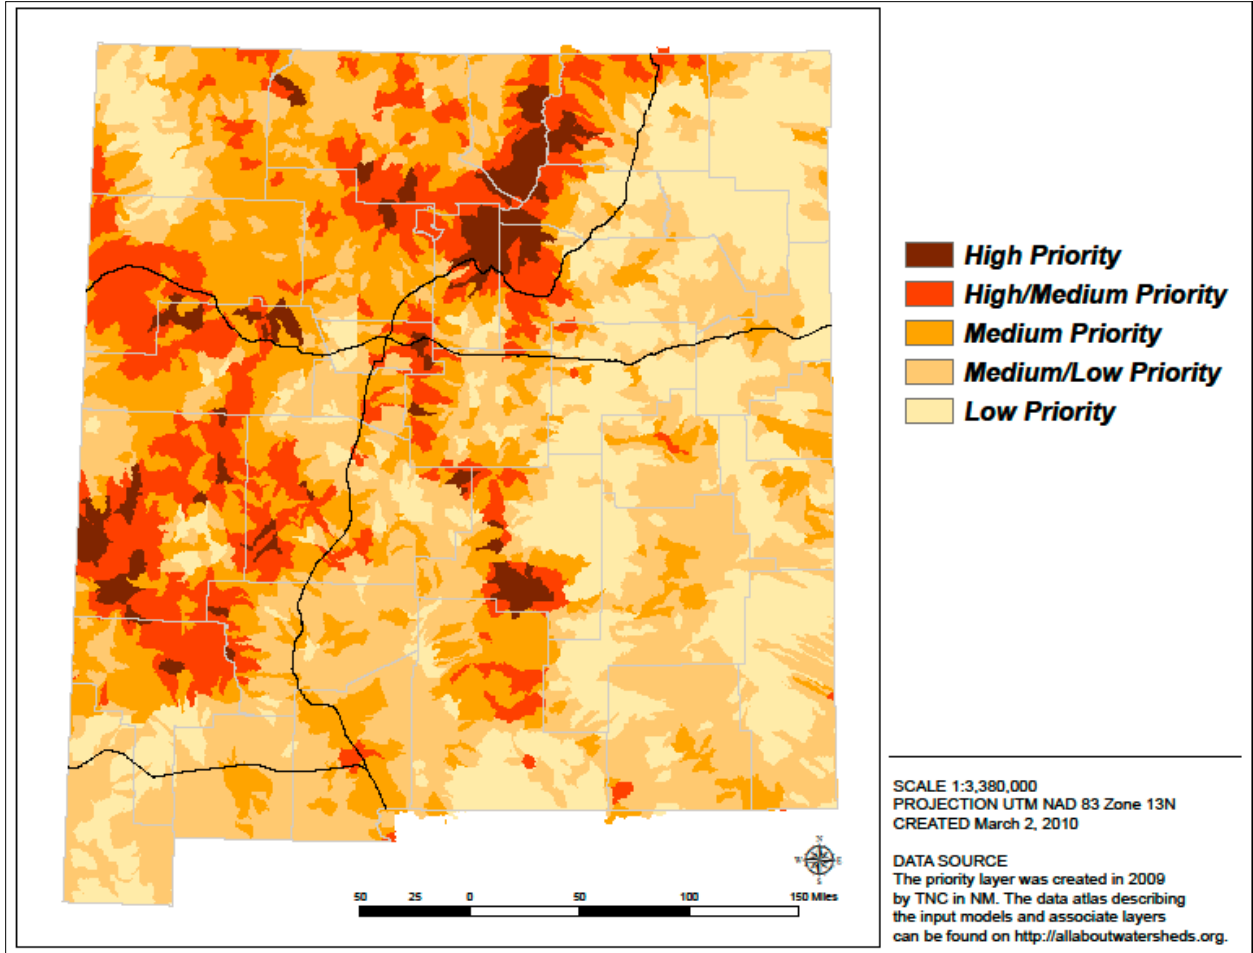 High Priority
High/Medium Priority
Medium Priority
Medium/Low Priority
Low Priority
SCALE 1:3,380,000
PROJECTION UTM NAD 83 Zone 13N
CREATED March 2, 2010
DATA SOURCE
The priority layer was created in 2009
by TNC in NM. The data atlas describing
the input models and associate layers
can be found on http://allaboutwatersheds.org.
N
W E
S
50 25 0 50 100 150 Miles